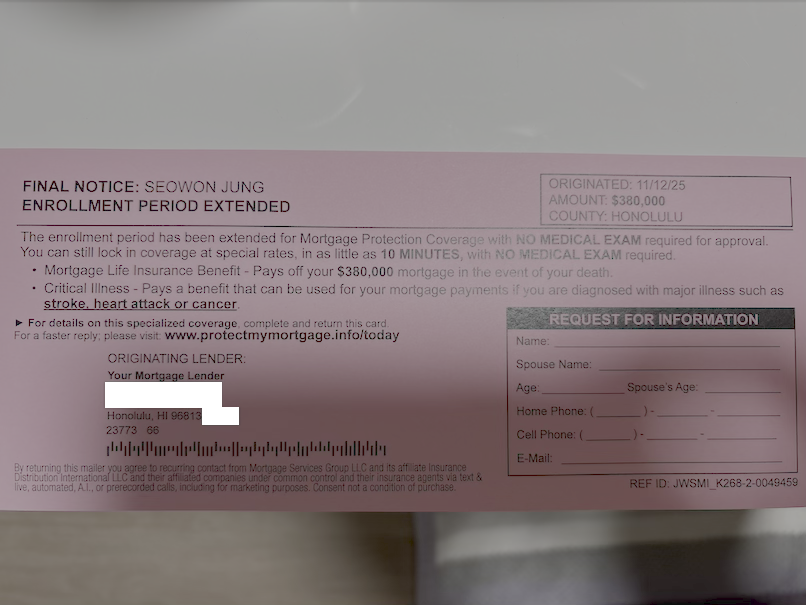 FINAL NOTICE: SEOWON JUNG
ENROLLMENT PERIOD EXTENDED
ORIGINATED: 11/12/25
AMOUNT: $380,000
COUNTY: HONOLULU
The enrollment period has been extended for Mortgage Protection Coverage with NO MEDICAL EXAM required for approval.
You can still lock in coverage at special rates, in as little as 10 MINUTES, with NO MEDICAL EXAM required.
• Mortgage Life Insurance Benefit - Pays off your $380,000 mortgage in the event of your death.
• Critical Illness - Pays a benefit that can be used for your mortgage payments if you are diagnosed with major illness such as
stroke, heart attack or cancer.
► For details on this specialized coverage, complete and return this card
For a faster reply; please visit: www.protectmymortgage.info/today
ORIGINATING LENDER:
Your Mortgage Lender
Honolulu, HI 96813
23773 66
By returning this mailer you agree to recurring contact from Mortgage Services Group LLC and its affiliate Insurance
Distribution International LLC and their affiliated companies under common control and their insurance agents via text &
live, automated, A.I., or prerecorded calls, including for marketing purposes. Consent not a condition of purchase.
REQUEST FOR INFORMATION
Name:
Spouse Name:
Age: Spouse's Age:
Home Phone: ( ) - -
Cell Phone: ( ) - -
E-Mail:
REF ID: JWSMI_K268-2-0049459